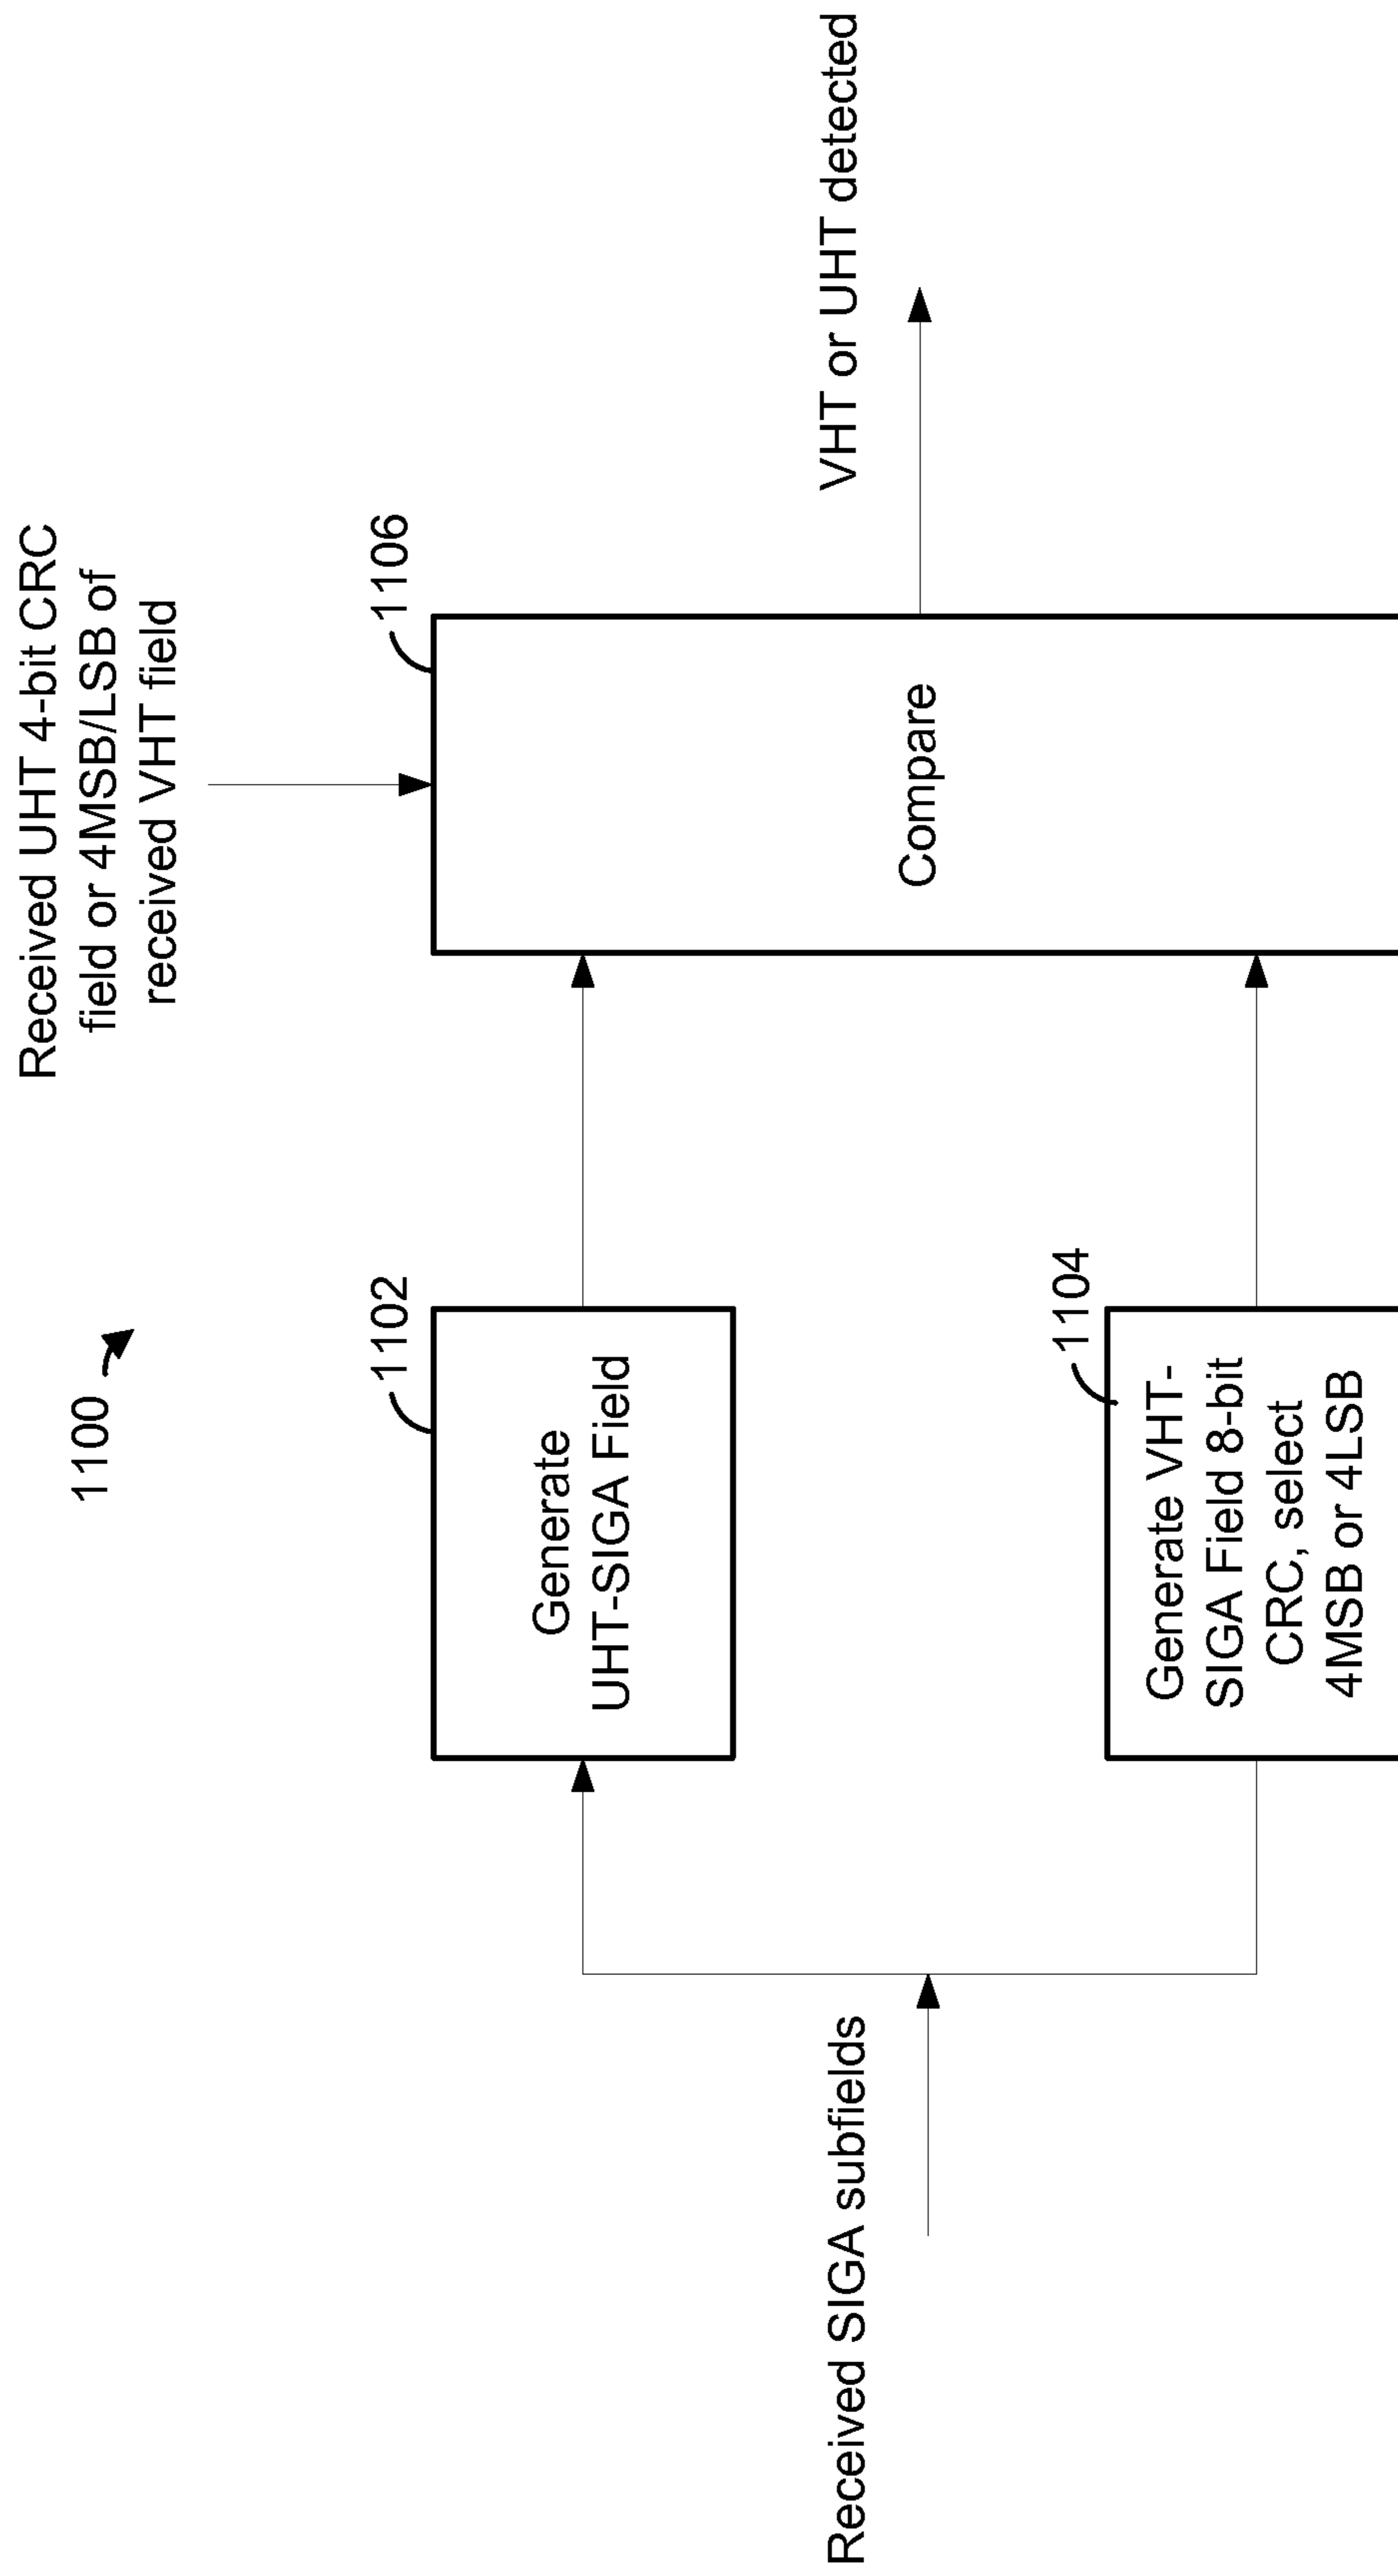 1100
Received UHT 4-bit CRC
field or 4MSB/LSB of
received VHT field
1102
1106
Generate
UHT-SIGA Field
Compare
VHT or UHT detected
Received SIGA subfields
1104
Generate VHT-
SIGA Field 8-bit
CRC, select
4MSB or 4LSB